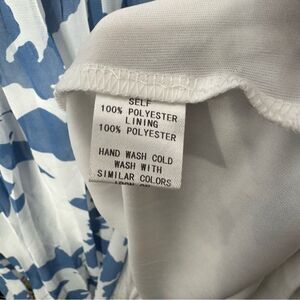 SELF
100% POLYESTER
LINING
100% POLYESTER
HAND WASH COLD
WASH WITH
SIMILAR COLORS